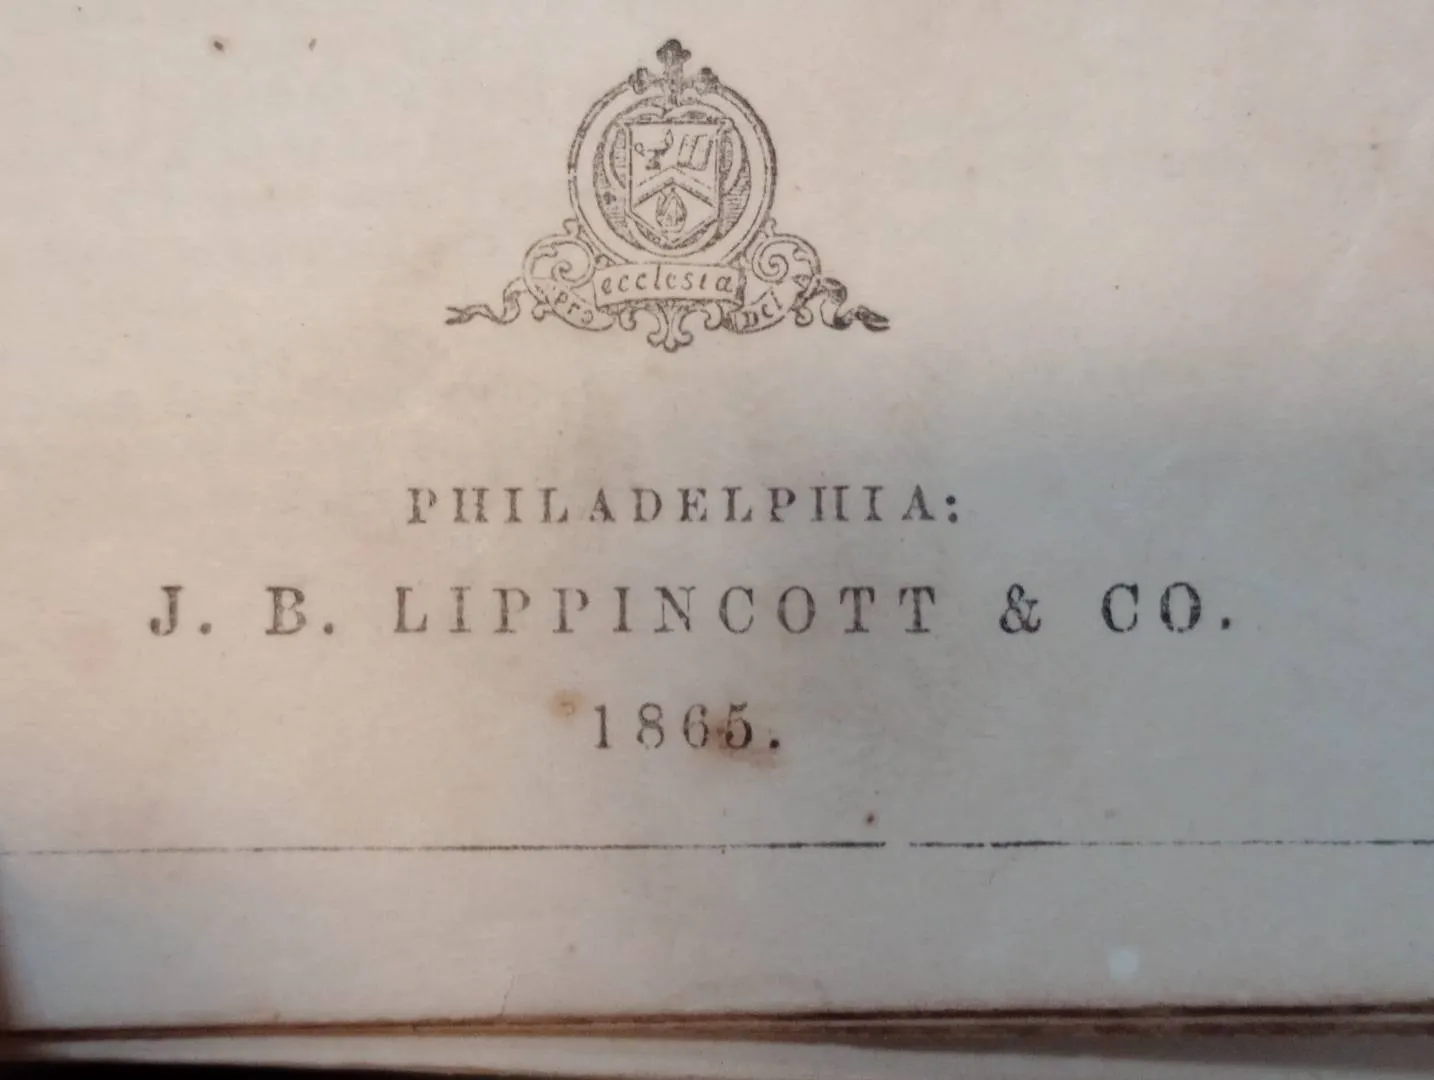 pro ecclesia Dei
PHILADELPHIA:
J. B. LIPPINCOTT & CO.
1865.